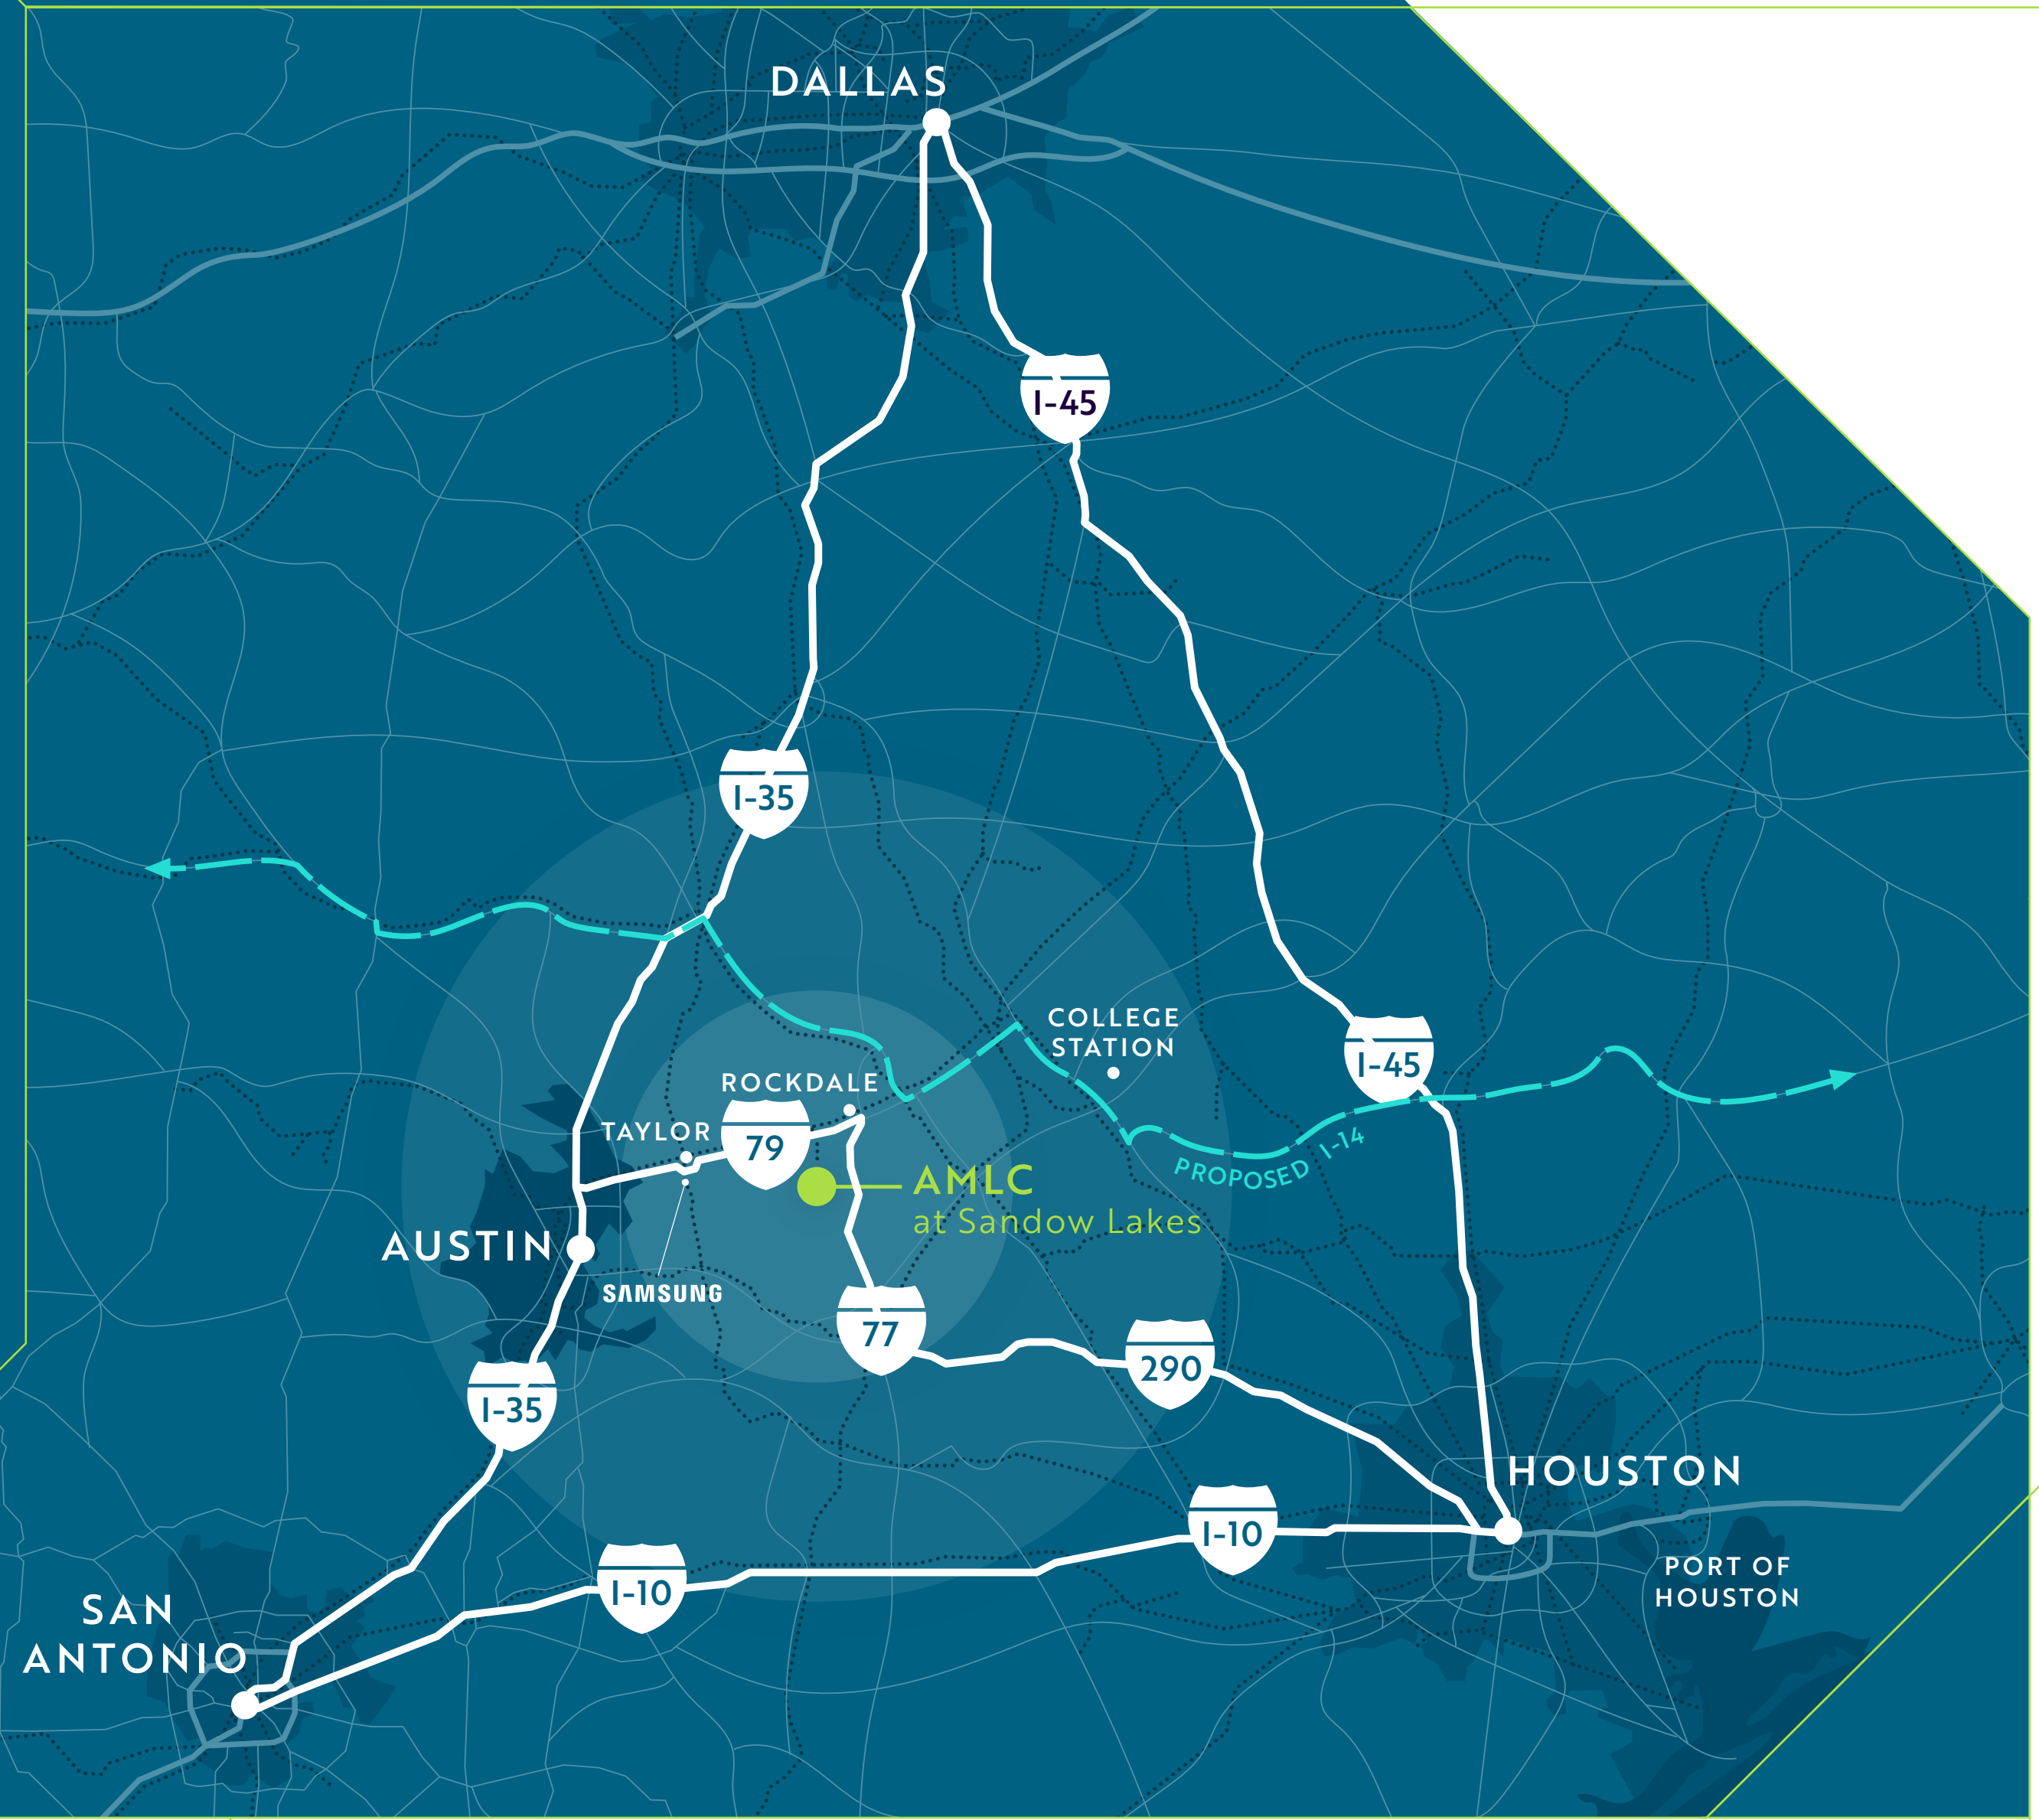 DALLAS
I-45
I-35
COLLEGE
STATION
I-45
ROCKDALE
TAYLOR
79
PROPOSED I-14
AMLC
at Sandow Lakes
AUSTIN
SAMSUNG
77
290
I-35
HOUSTON
I-10
PORT OF
HOUSTON
I-10
SAN
ANTONIO